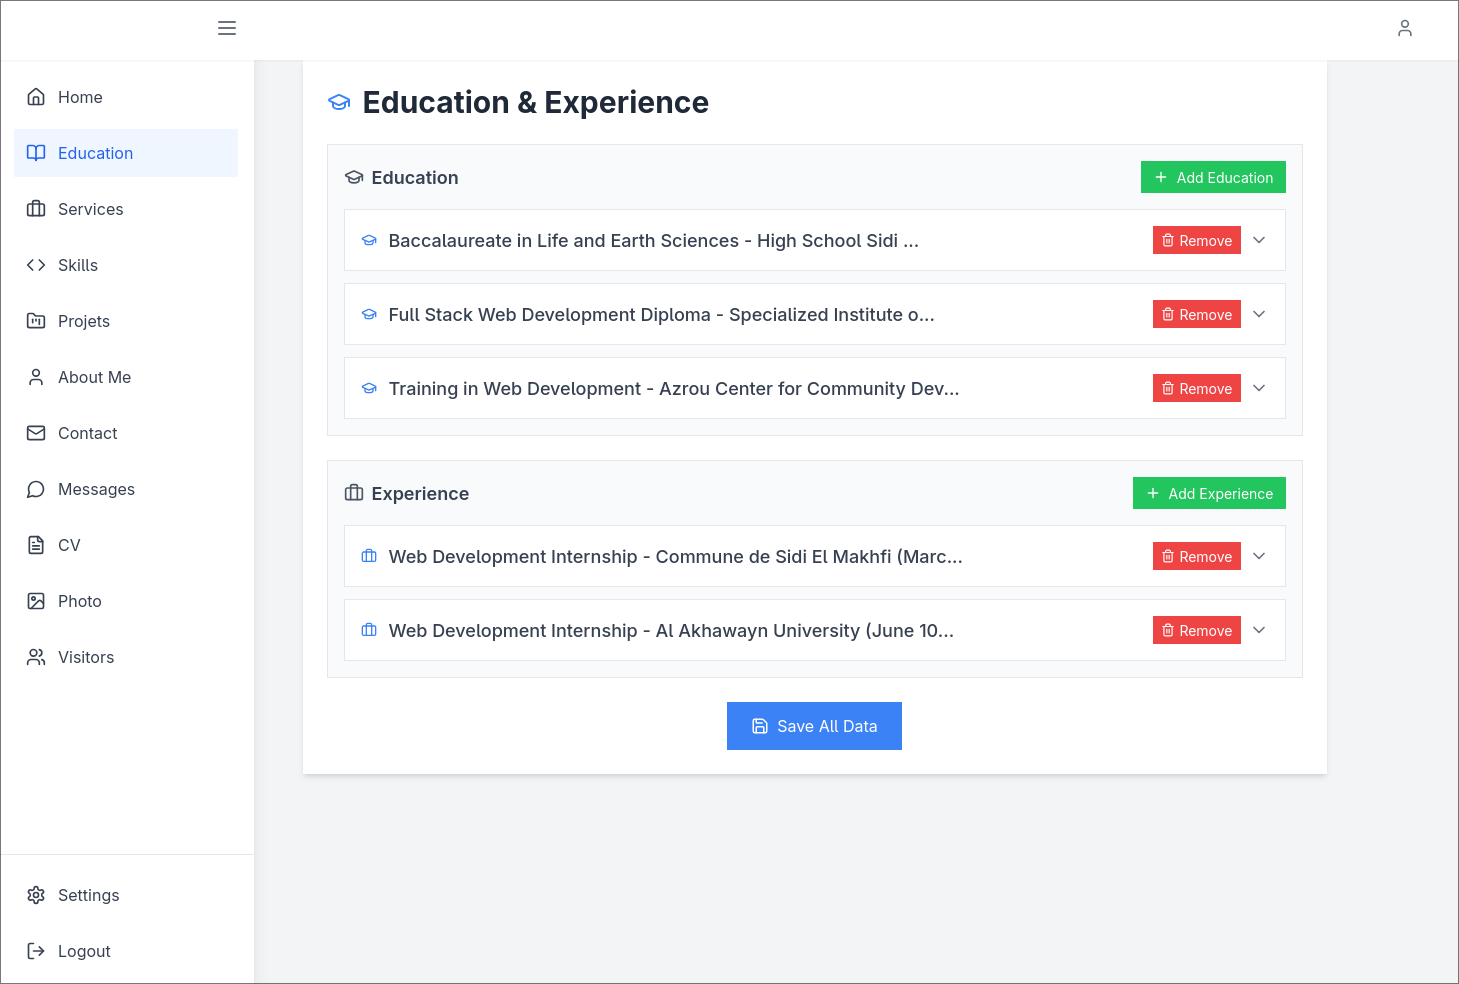 Home
Education
Services
Skills
Projets
About Me
Contact
Messages
CV
Photo
Visitors
Settings
Logout
Education & Experience
Education
Add Education
Baccalaureate in Life and Earth Sciences - High School Sidi ...
Remove
Full Stack Web Development Diploma - Specialized Institute o...
Remove
Training in Web Development - Azrou Center for Community Dev...
Remove
Experience
Add Experience
Web Development Internship - Commune de Sidi El Makhfi (Marc...
Remove
Web Development Internship - Al Akhawayn University (June 10...
Remove
Save All Data